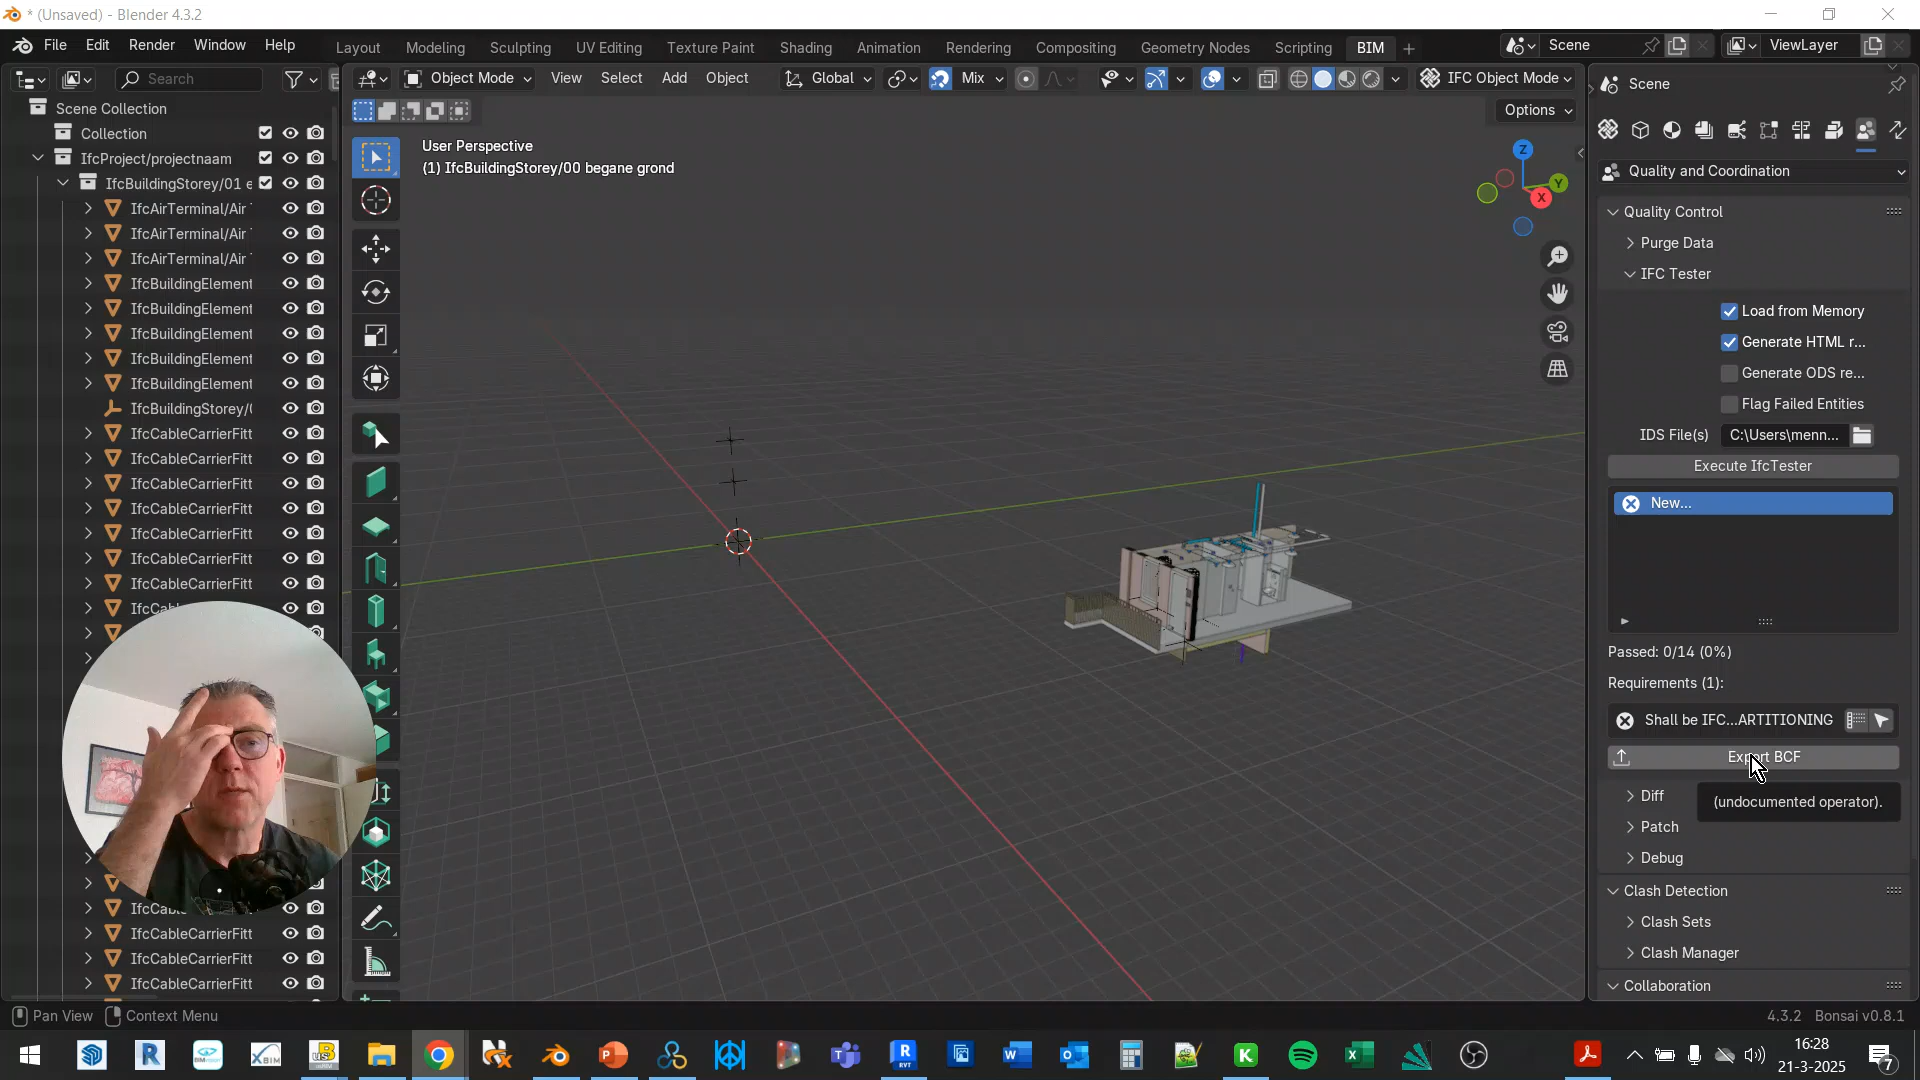 * (Unsaved) - Blender 4.3.2
File Edit Render Window Help
Layout Modeling Sculpting UV Editing Texture Paint Shading Animation Rendering Compositing Geometry Nodes Scripting BIM
Scene
ViewLayer
Search
Object Mode View Select Add Object
Global
Mix
IFC Object Mode
Options
Scene Collection
Collection
IfcProject/projectnaam
IfcBuildingStorey/01 e
IfcAirTerminal/Air
IfcAirTerminal/Air
IfcAirTerminal/Air
IfcBuildingElement
IfcBuildingElement
IfcBuildingElement
IfcBuildingElement
IfcBuildingElement
IfcBuildingStorey/
IfcCableCarrierFitt
IfcCableCarrierFitt
IfcCableCarrierFitt
IfcCableCarrierFitt
IfcCableCarrierFitt
IfcCableCarrierFitt
IfcCableCarrierFitt
IfcCableCarrierFitt
IfcCableCarrierFitt
IfcCableCarrierFitt
User Perspective
(1) IfcBuildingStorey/00 begane grond
Z
Y
X
Scene
Quality and Coordination
Quality Control
Purge Data
IFC Tester
Load from Memory
Generate HTML r...
Generate ODS re...
Flag Failed Entities
IDS File(s) C:\Users\menn...
Execute IfcTester
New...
Passed: 0/14 (0%)
Requirements (1):
Shall be IFC...ARTITIONING
Export BCF
Diff
(undocumented operator).
Patch
Debug
Clash Detection
Clash Sets
Clash Manager
Collaboration
Pan View Context Menu
4.3.2 Bonsai v0.8.1
16:28
21-3-2025
7